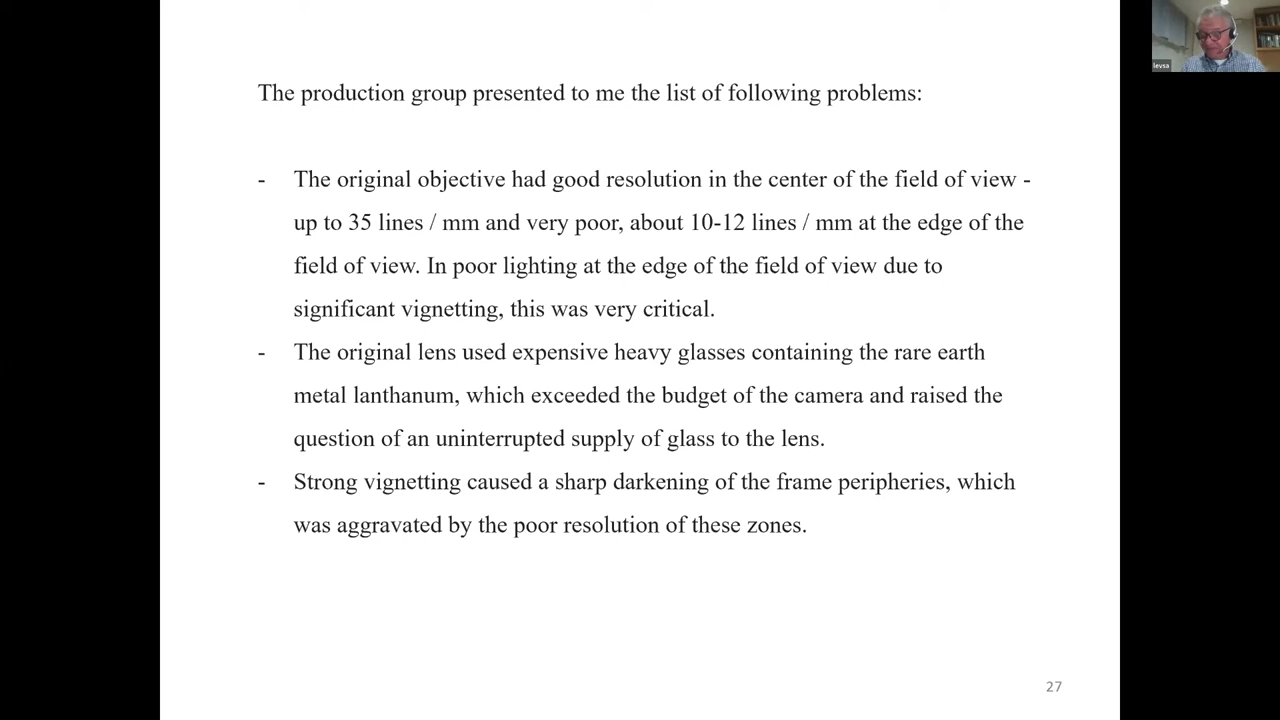 The production group presented to me the list of following problems:
- The original objective had good resolution in the center of the field of view -
up to 35 lines / mm and very poor, about 10-12 lines / mm at the edge of the
field of view. In poor lighting at the edge of the field of view due to
significant vignetting, this was very critical.
- The original lens used expensive heavy glasses containing the rare earth
metal lanthanum, which exceeded the budget of the camera and raised the
question of an uninterrupted supply of glass to the lens.
- Strong vignetting caused a sharp darkening of the frame peripheries, which
was aggravated by the poor resolution of these zones.
27
levsa